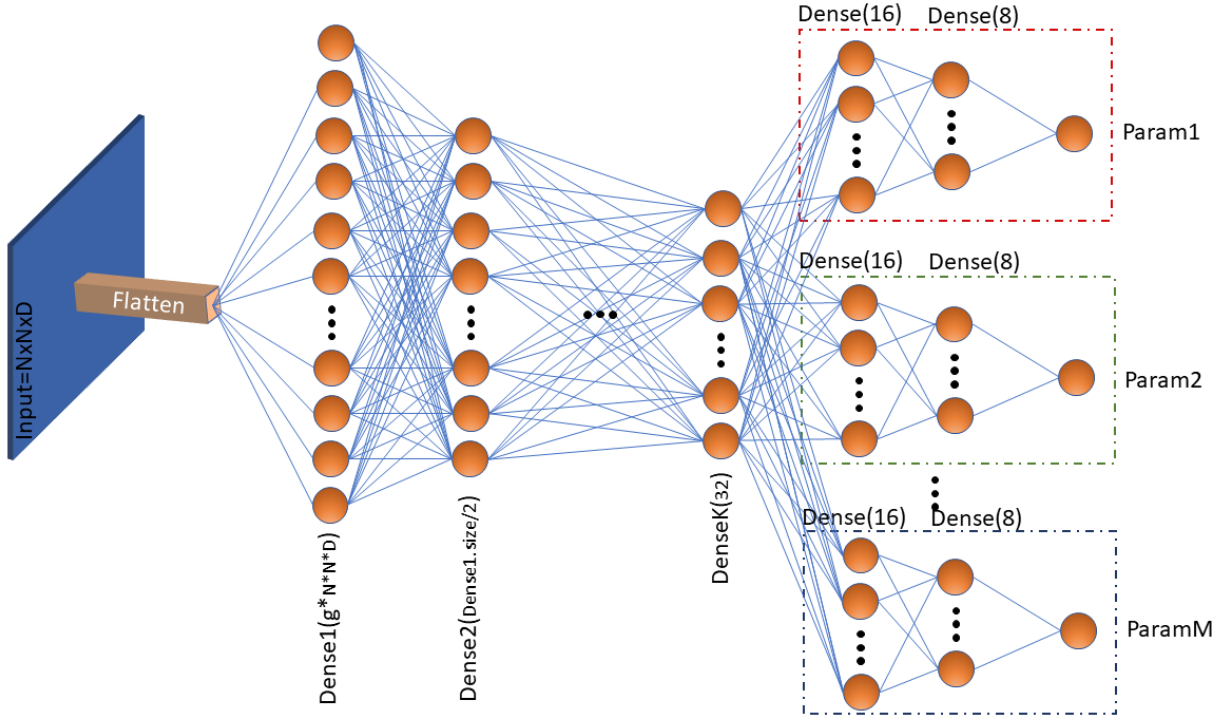 Input=NxNxD
Flatten
Dense1(g*N*N*D)
Dense2(Dense1.size/2)
DenseK(32)
Dense(16)
Dense(8)
Param1
Dense(16)
Dense(8)
Param2
Dense(16)
Dense(8)
ParamM